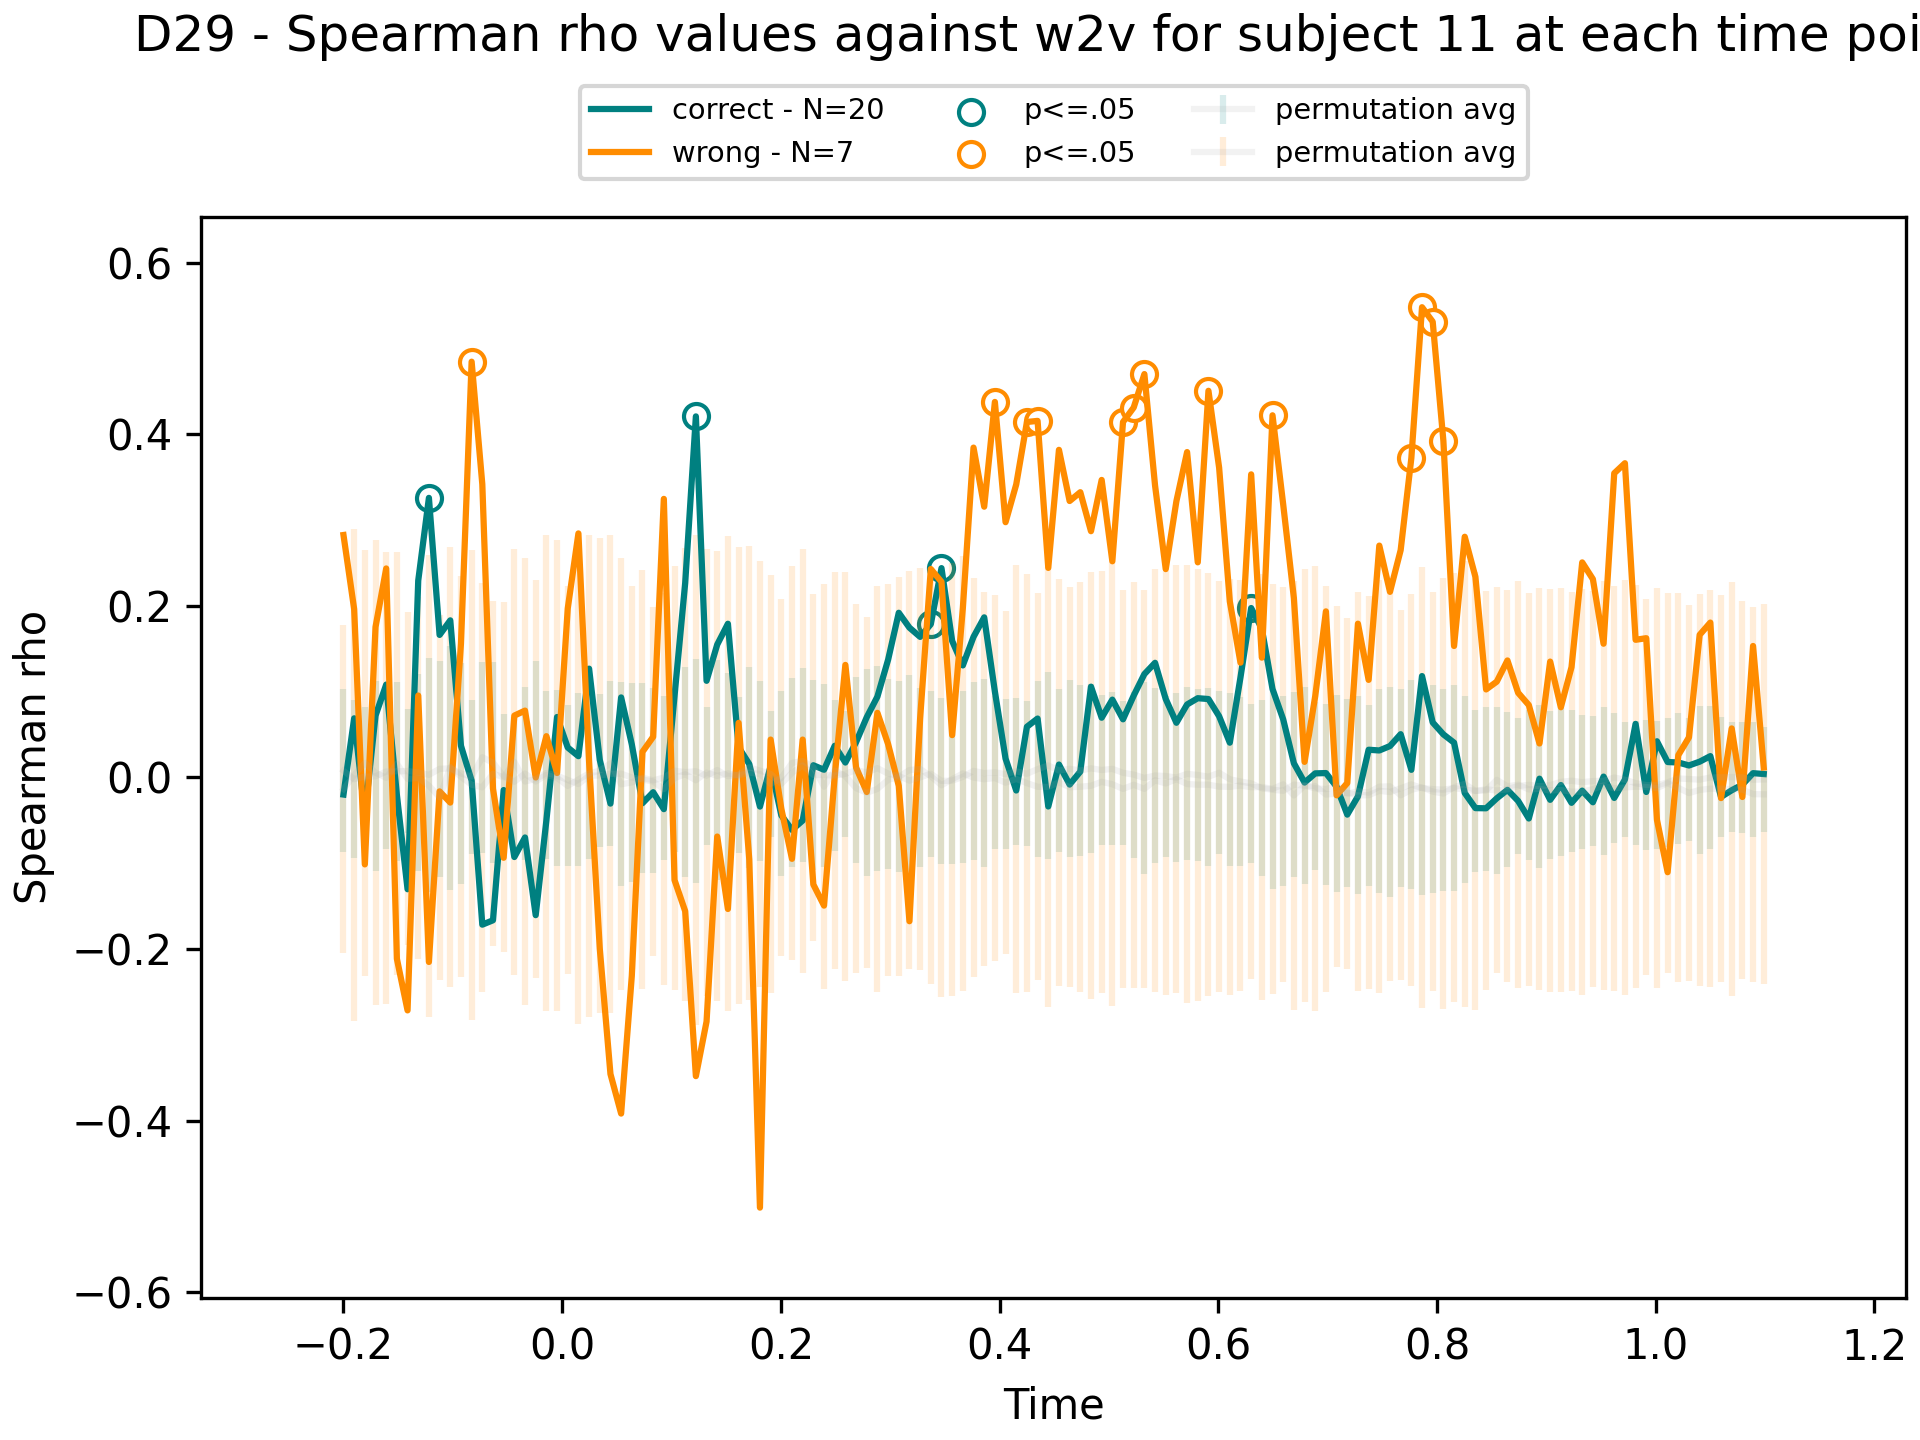 D29 - Spearman rho values against w2v for subject 11 at each time poi
correct - N=20
wrong - N=7
p<=.05
p<=.05
permutation avg
permutation avg
Spearman rho
0.6
0.4
0.2
0.0
−0.2
−0.4
−0.6
−0.2 0.0 0.2 0.4 0.6 0.8 1.0 1.2
Time